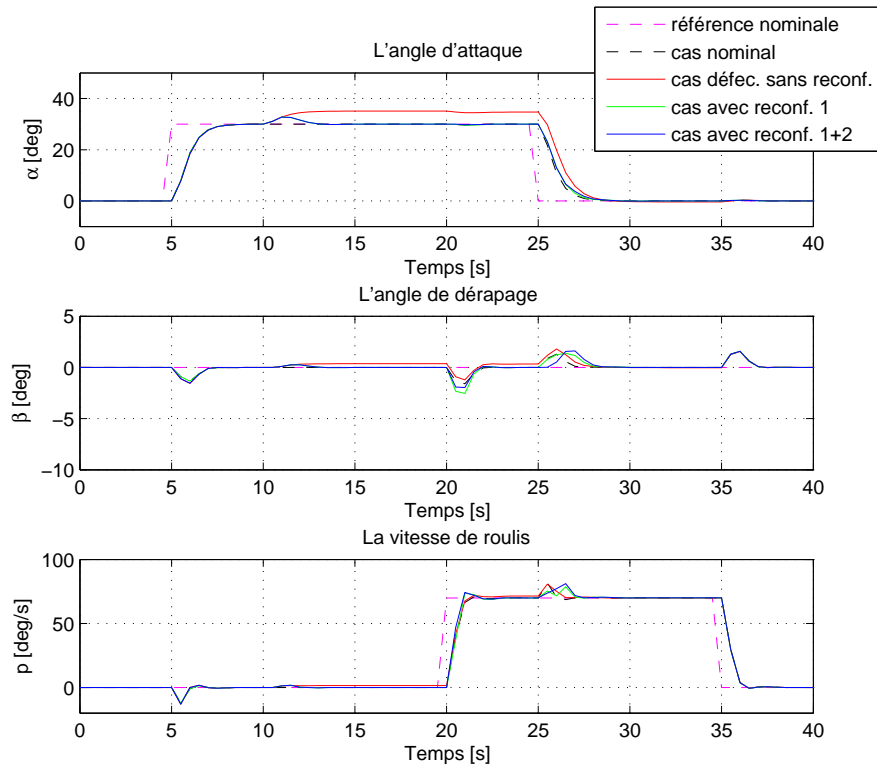 référence nominale
cas nominal
cas défec. sans reconf.
cas avec reconf. 1
cas avec reconf. 1+2
L'angle d'attaque
α [deg]
40
20
0
0 5 10 15 20 25 30 35 40
Temps [s]
L'angle de dérapage
β [deg]
5
0
−5
−10
0 5 10 15 20 25 30 35 40
Temps [s]
La vitesse de roulis
p [deg/s]
100
50
0
0 5 10 15 20 25 30 35 40
Temps [s]